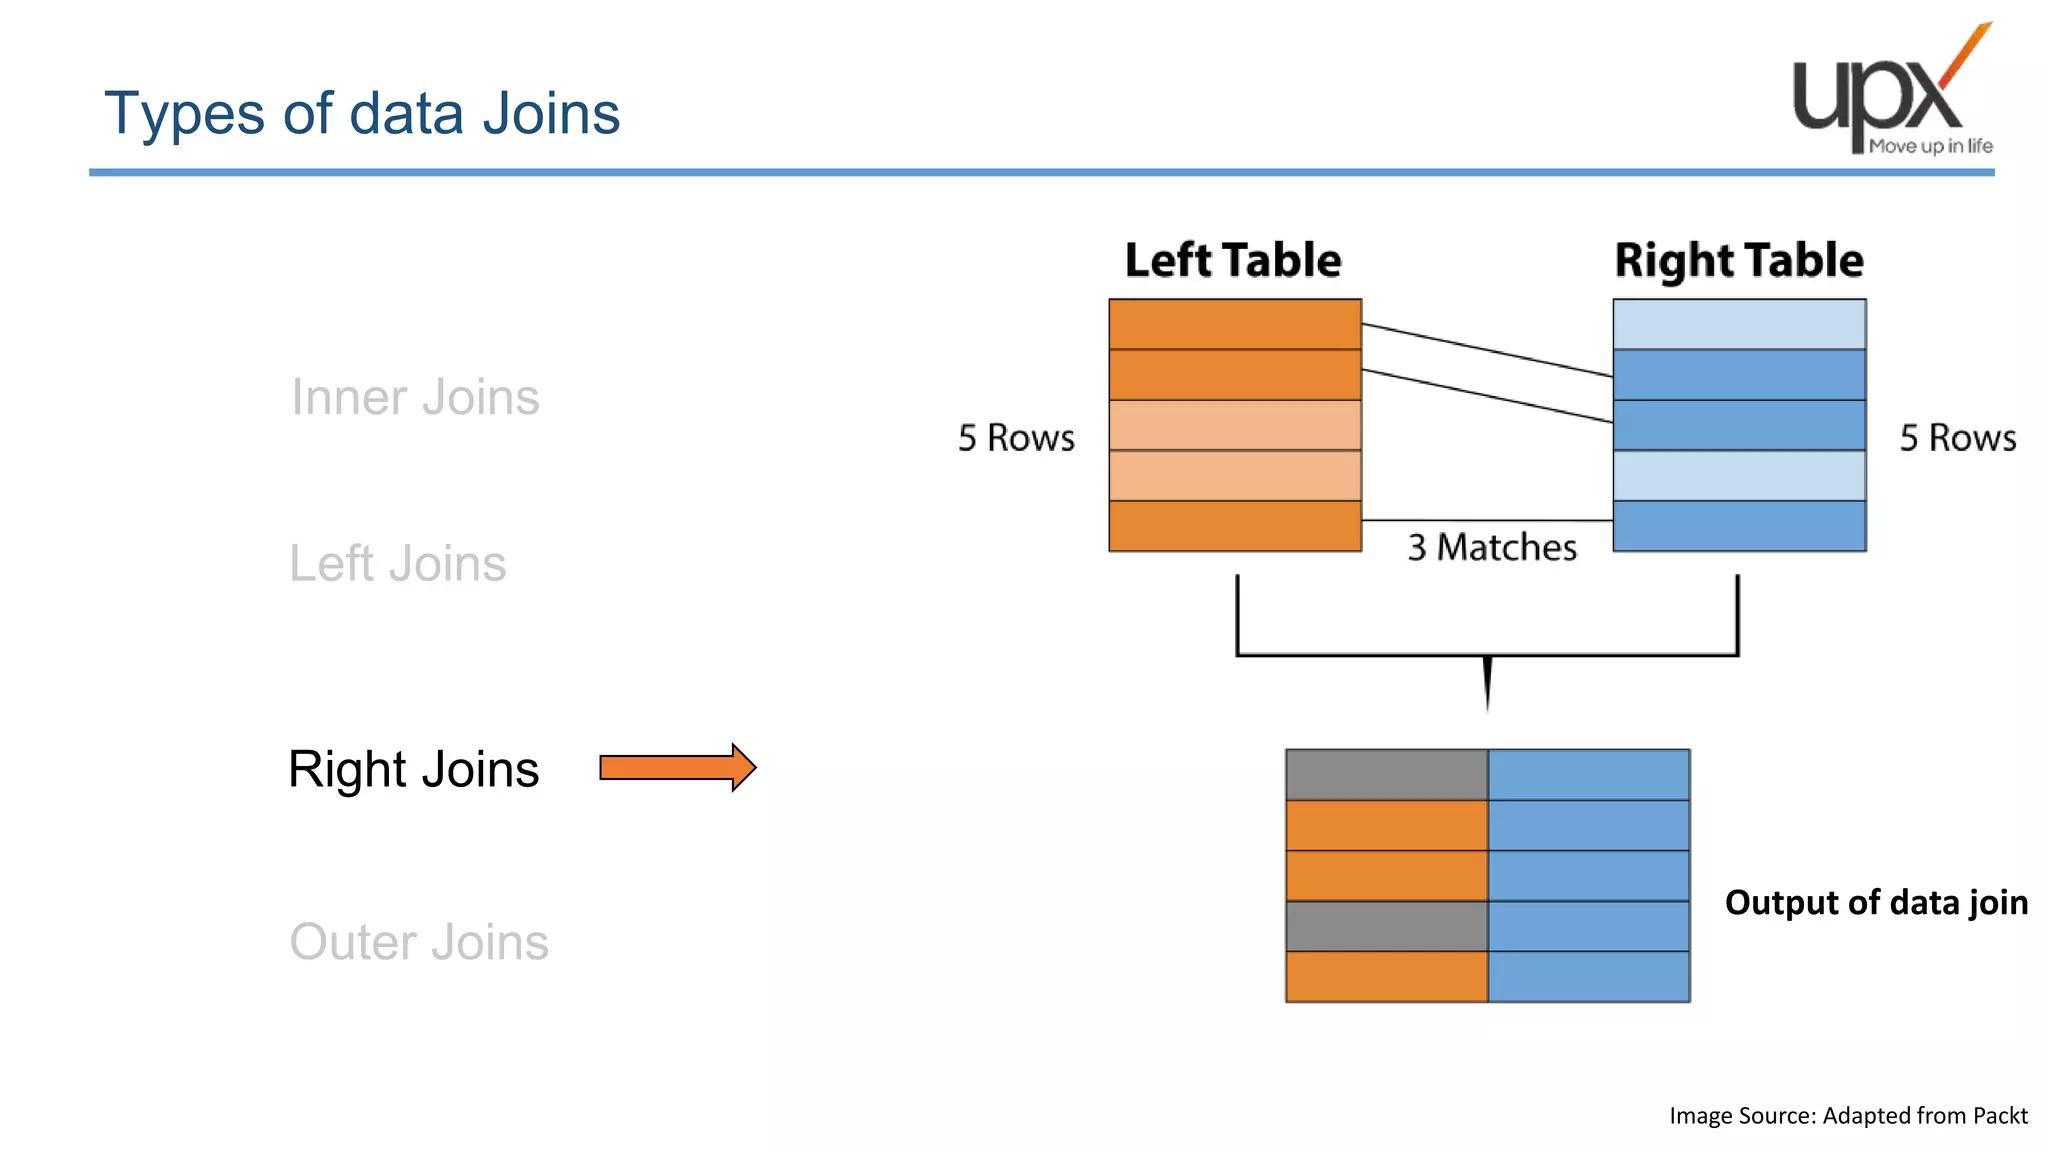 Types of data Joins
upx
Move up in life
Inner Joins
Left Joins
Right Joins
Outer Joins
Left Table
Right Table
5 Rows
5 Rows
3 Matches
Output of data join
Image Source: Adapted from Packt